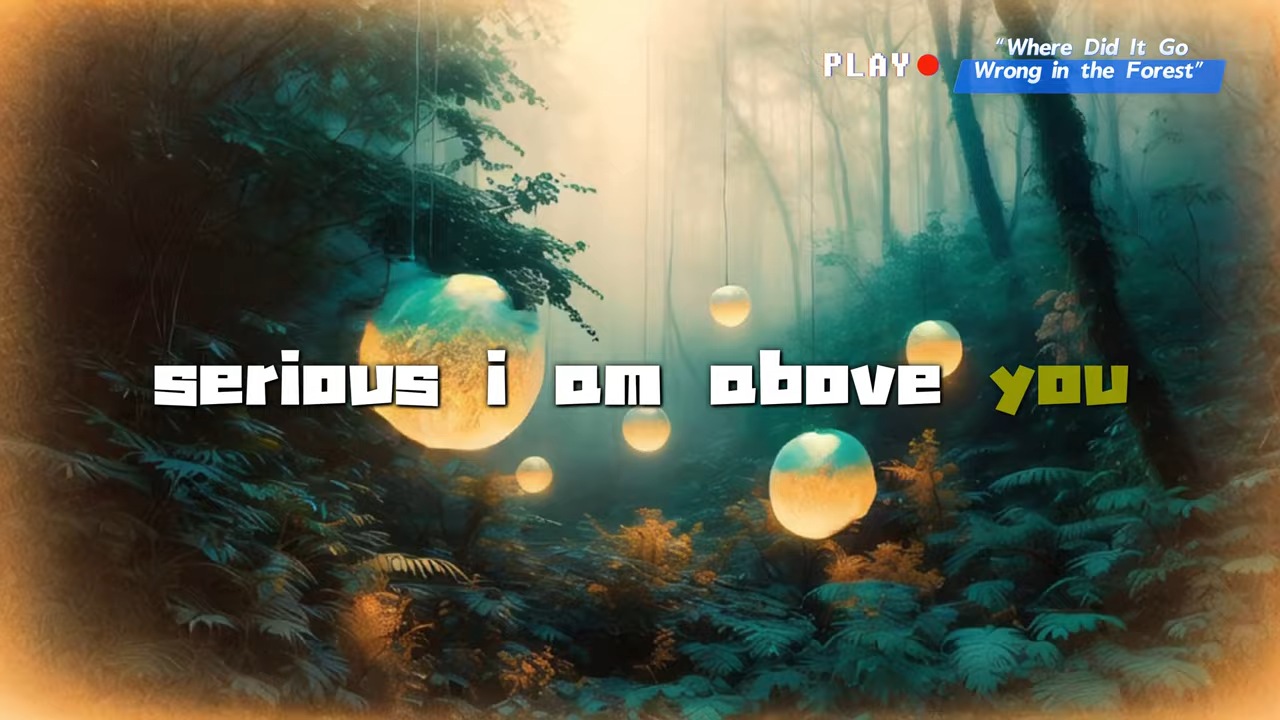 PLAY
“Where Did It Go
Wrong in the Forest”
serious i am above you